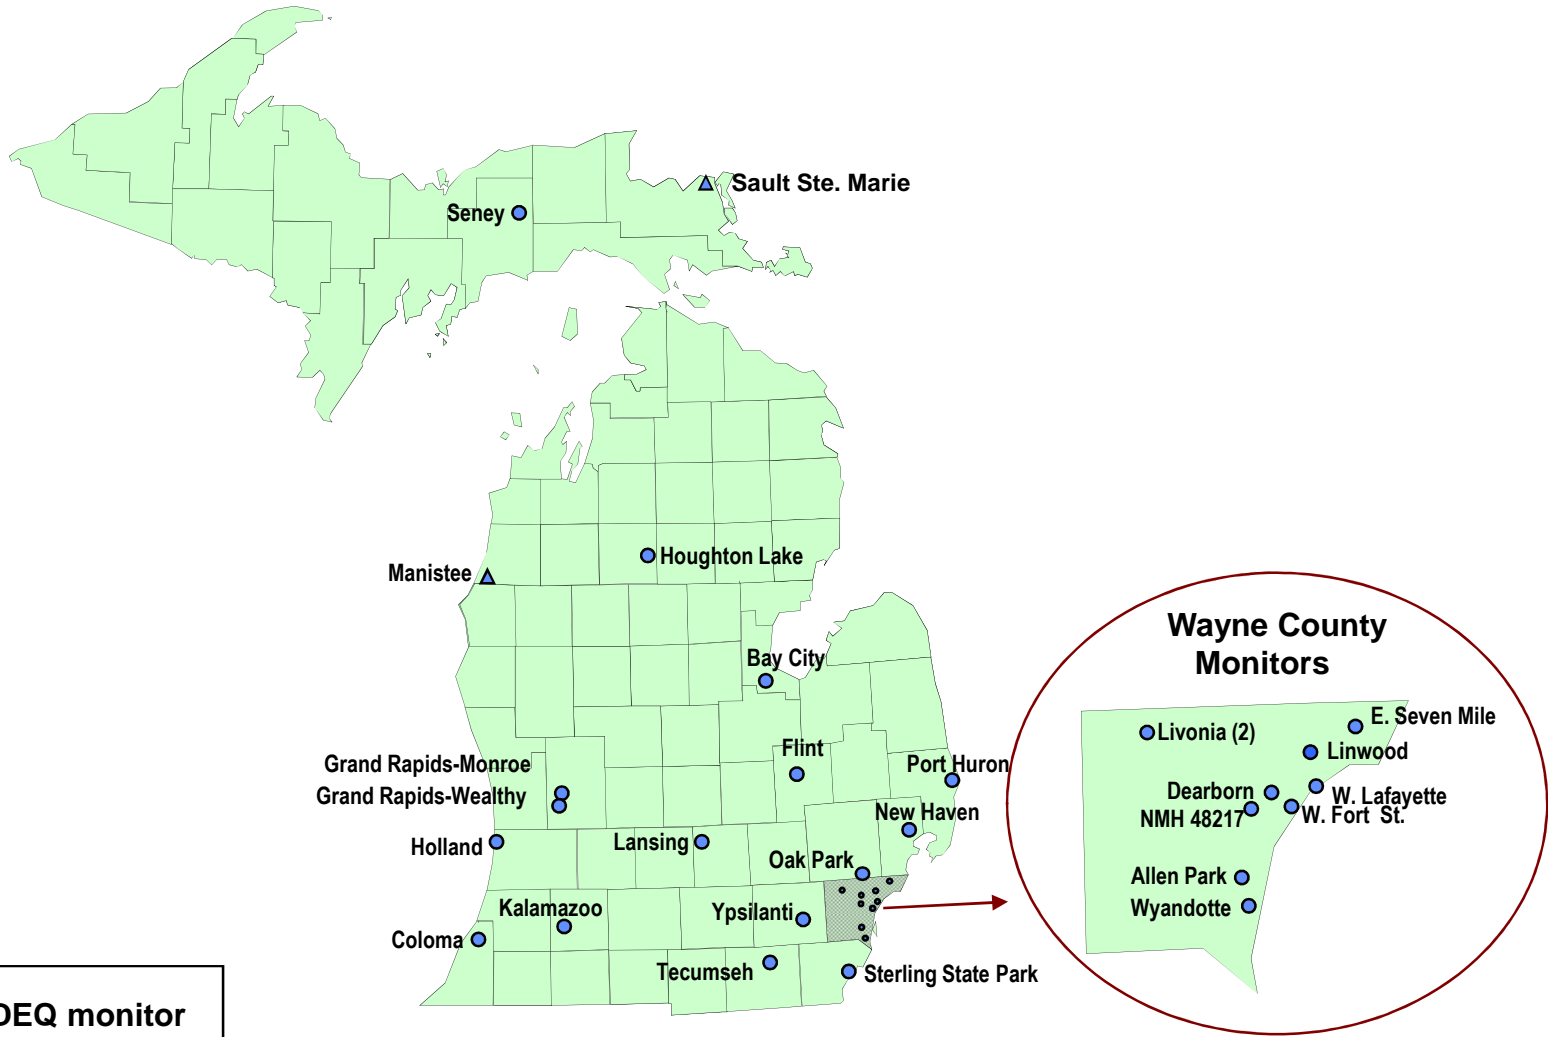 Sault Ste. Marie
Seney
Houghton Lake
Manistee
Bay City
Flint
Port Huron
Grand Rapids-Monroe
Grand Rapids-Wealthy
New Haven
Holland
Lansing
Oak Park
Kalamazoo
Ypsilanti
Coloma
Tecumseh
Sterling State Park
Wayne County
Monitors
E. Seven Mile
Livonia (2)
Linwood
Dearborn
W. Lafayette
NMH 48217
W. Fort St.
Allen Park
Wyandotte
DEQ monitor